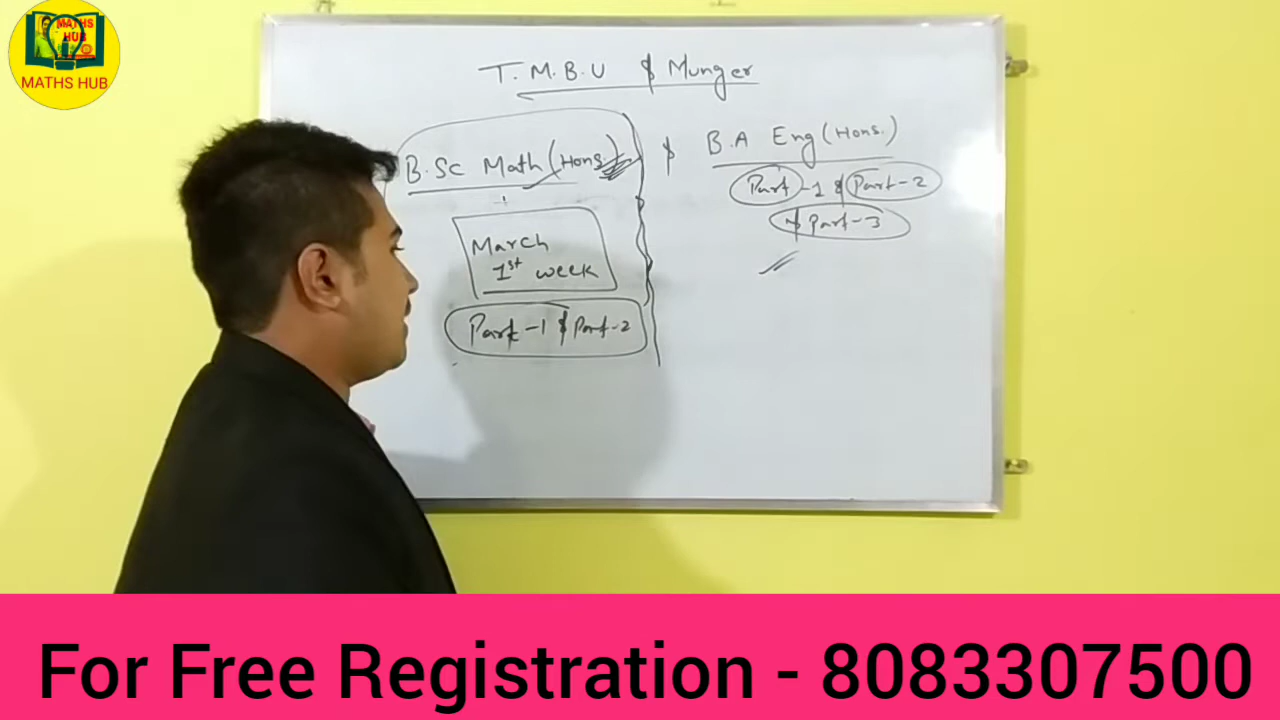 MATHS
HUB
MATHS HUB
T.M.B.U & Munger
B.Sc Math (Hons.) & B.A Eng (Hons.)
Part-1 & Part-2
& Part-3
March
1st week
Part-1 & Part-2
For Free Registration - 8083307500